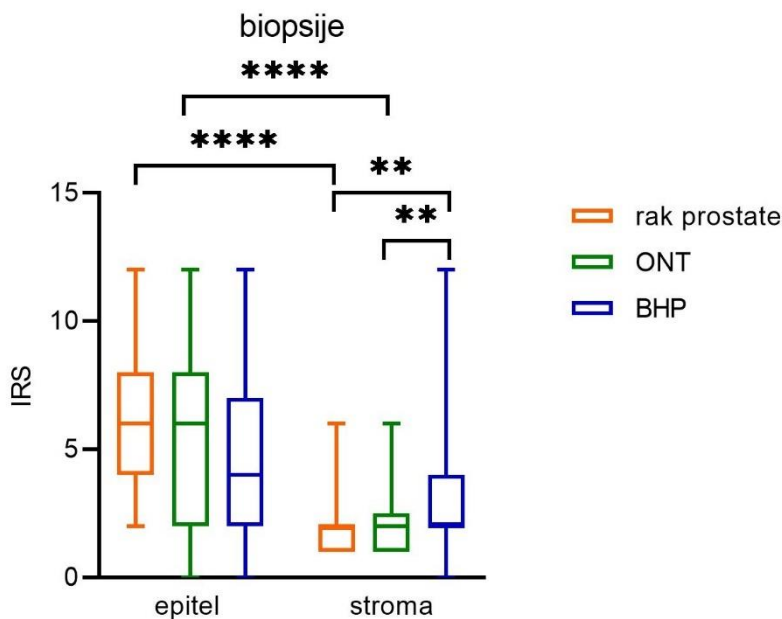 biopsije
****
****
**
**
15
10
5
0
IRS
epitel
stroma
rak prostate
ONT
BHP